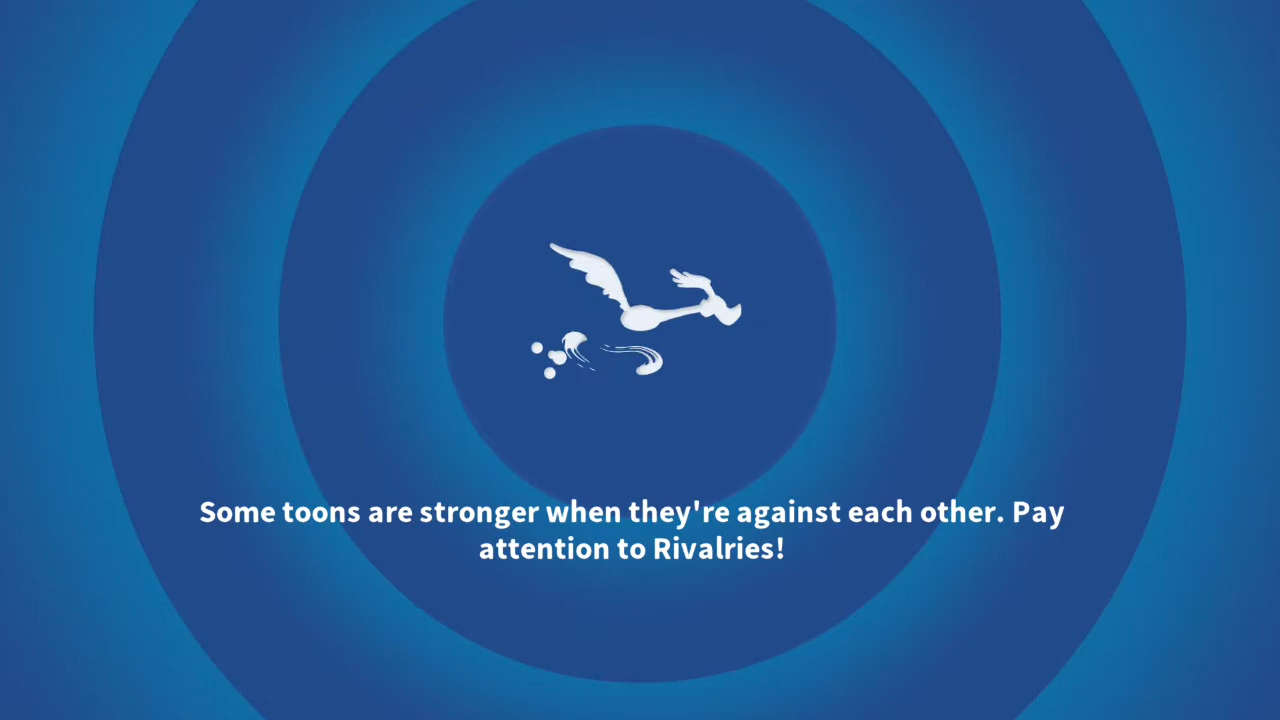 Some toons are stronger when they're against each other. Pay
attention to Rivalries!